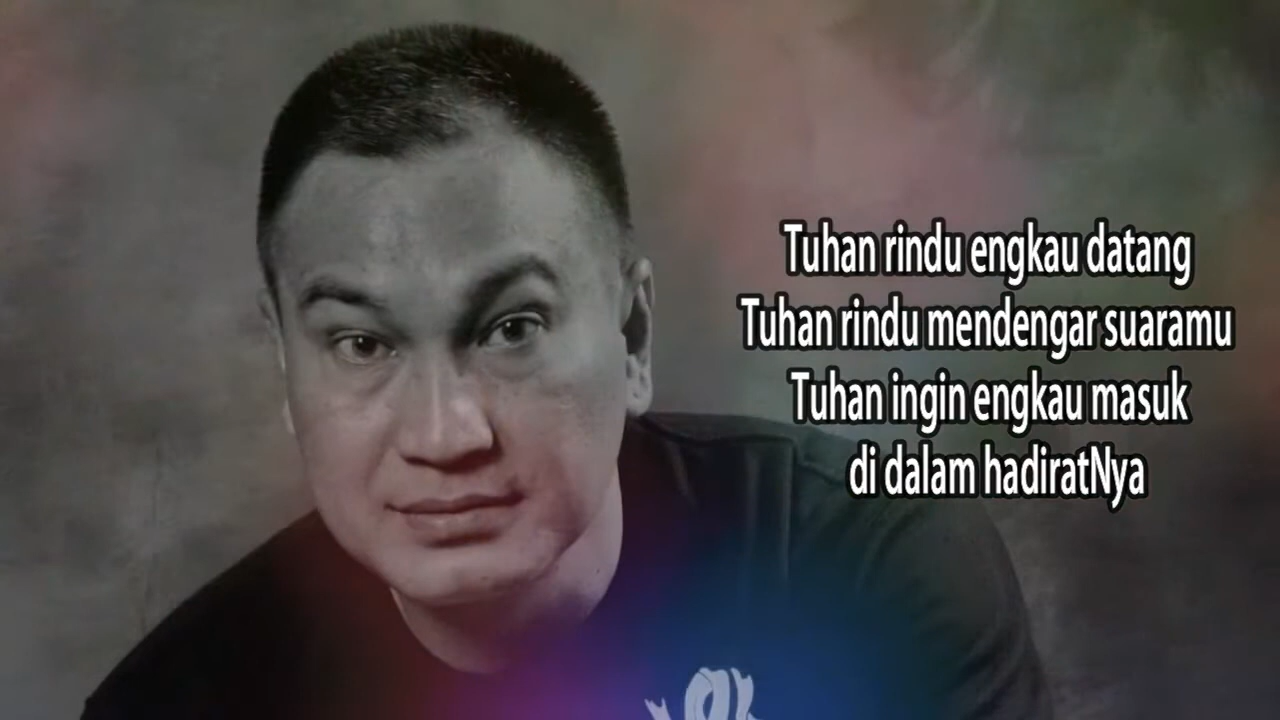 Tuhan rindu engkau datang
Tuhan rindu mendengar suaramu
Tuhan ingin engkau masuk
di dalam hadiratNya